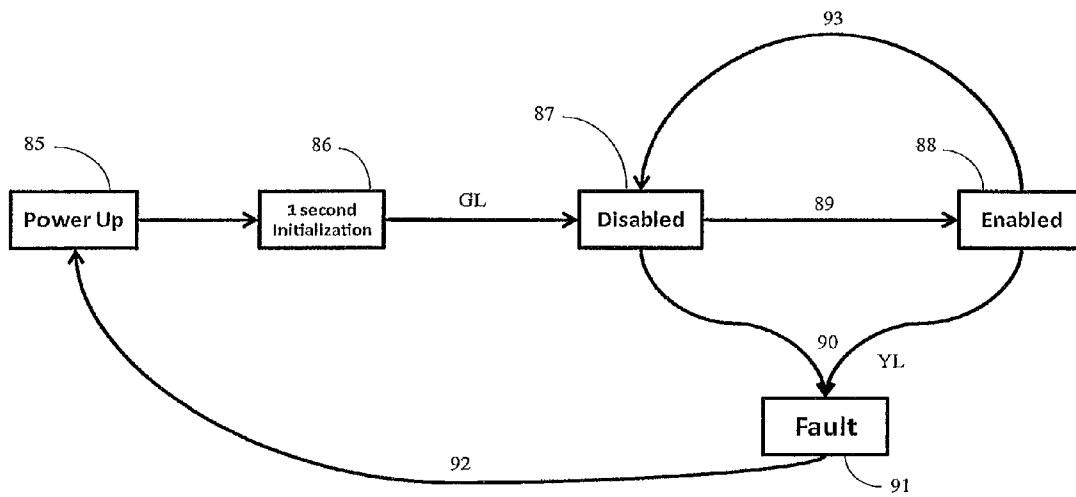 93
85
86
87
88
Power Up
1 second
Initialization
GL
Disabled
89
Enabled
90
YL
Fault
92
91